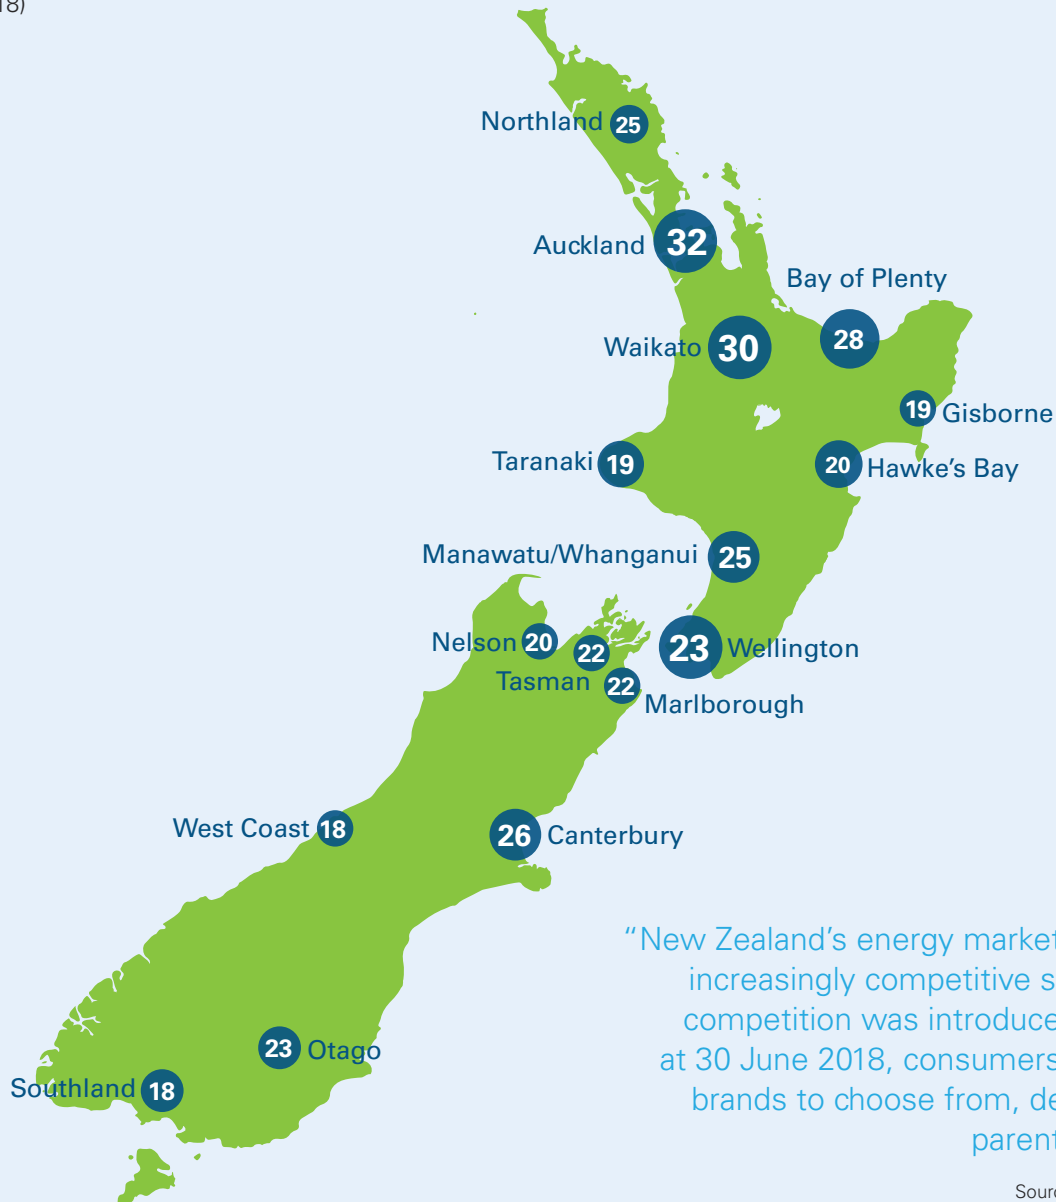 18)
Northland 25
Auckland 32
Bay of Plenty
28
Waikato 30
19 Gisborne
Taranaki 19
20 Hawke’s Bay
Manawatu/Whanganui 25
Nelson 20
22
Tasman
23 Wellington
22
Marlborough
West Coast 18
26 Canterbury
“New Zealand’s energy market
increasingly competitive s
competition was introduce
at 30 June 2018, consumers
brands to choose from, de
parent
23 Otago
Southland 18
Sourc